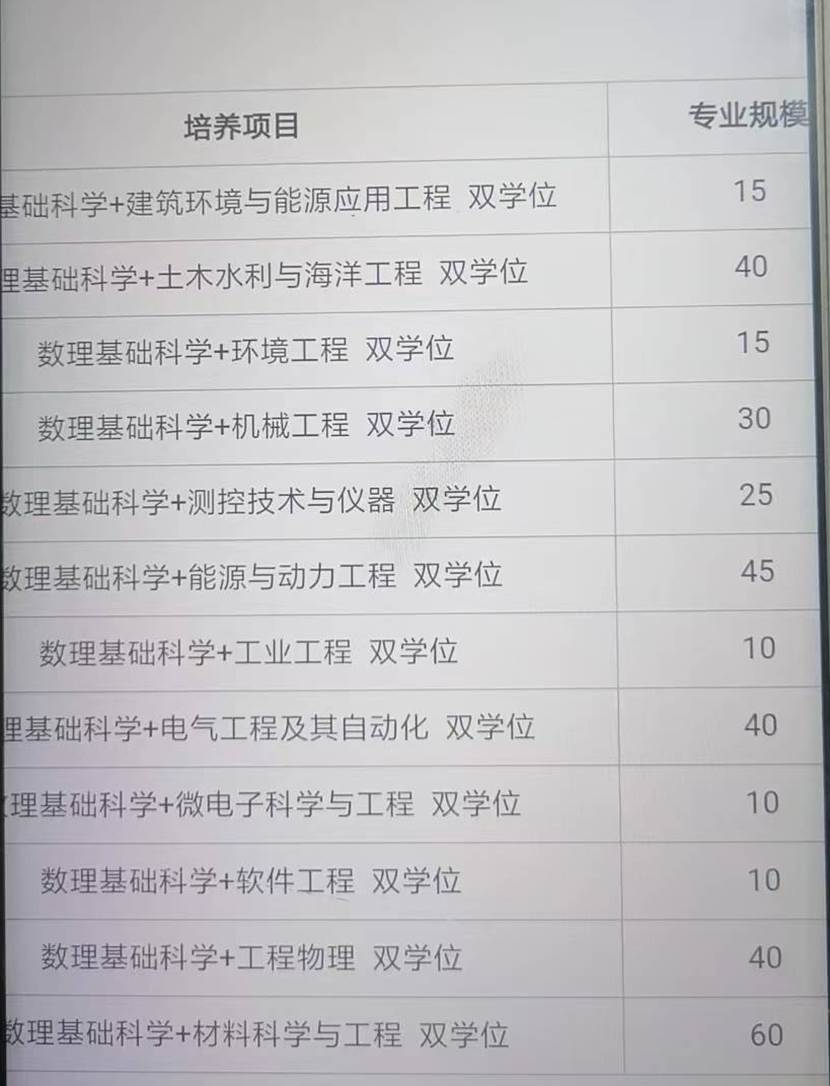 培养项目 专业规模
基础科学+建筑环境与能源应用工程 双学位 15
理基础科学+土木水利与海洋工程 双学位 40
数理基础科学+环境工程 双学位 15
数理基础科学+机械工程 双学位 30
数理基础科学+测控技术与仪器 双学位 25
数理基础科学+能源与动力工程 双学位 45
数理基础科学+工业工程 双学位 10
理基础科学+电气工程及其自动化 双学位 40
理基础科学+微电子科学与工程 双学位 10
数理基础科学+软件工程 双学位 10
数理基础科学+工程物理 双学位 40
数理基础科学+材料科学与工程 双学位 60